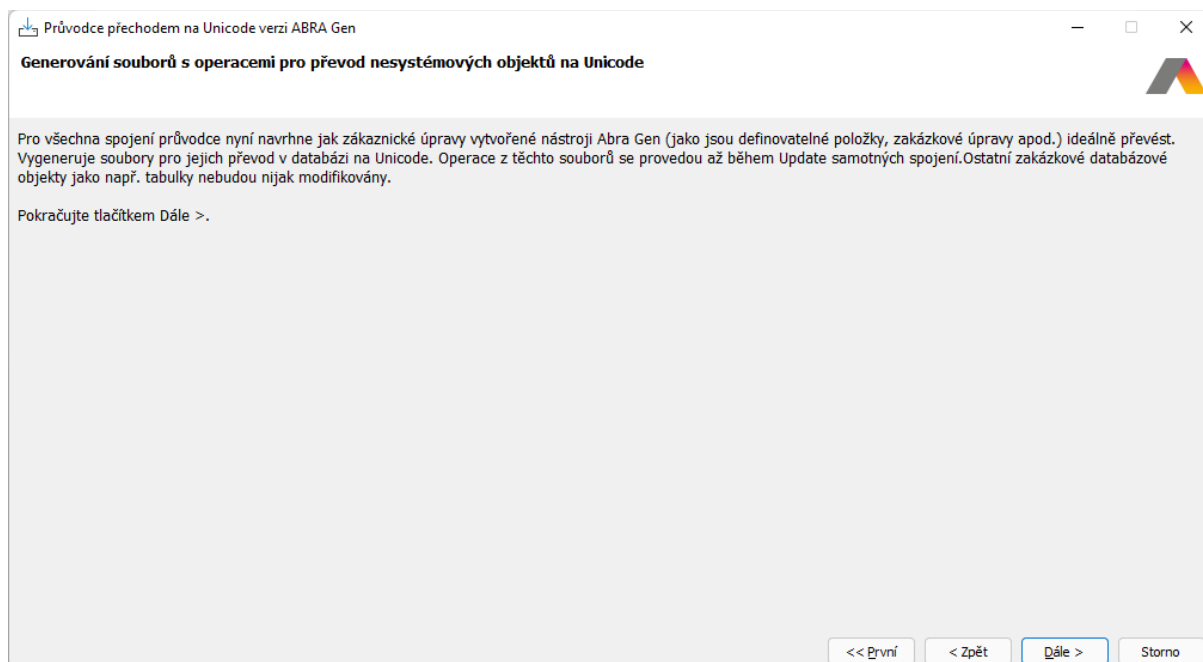 Průvodce přechodem na Unicode verzi ABRA Gen
Generování souborů s operacemi pro převod nesystémových objektů na Unicode
Pro všechna spojení průvodce nyní navrhne jak zákaznické úpravy vytvořené nástroji Abra Gen (jako jsou definovatelné položky, zakázkové úpravy apod.) ideálně převést.
Vygeneruje soubory pro jejich převod v databázi na Unicode. Operace z těchto souborů se provedou až během Update samotných spojení.Ostatní zakázkové databázové
objekty jako např. tabulky nebudou nijak modifikovány.
Pokračujte tlačítkem Dále >.
<< První
< Zpět
Dále >
Storno